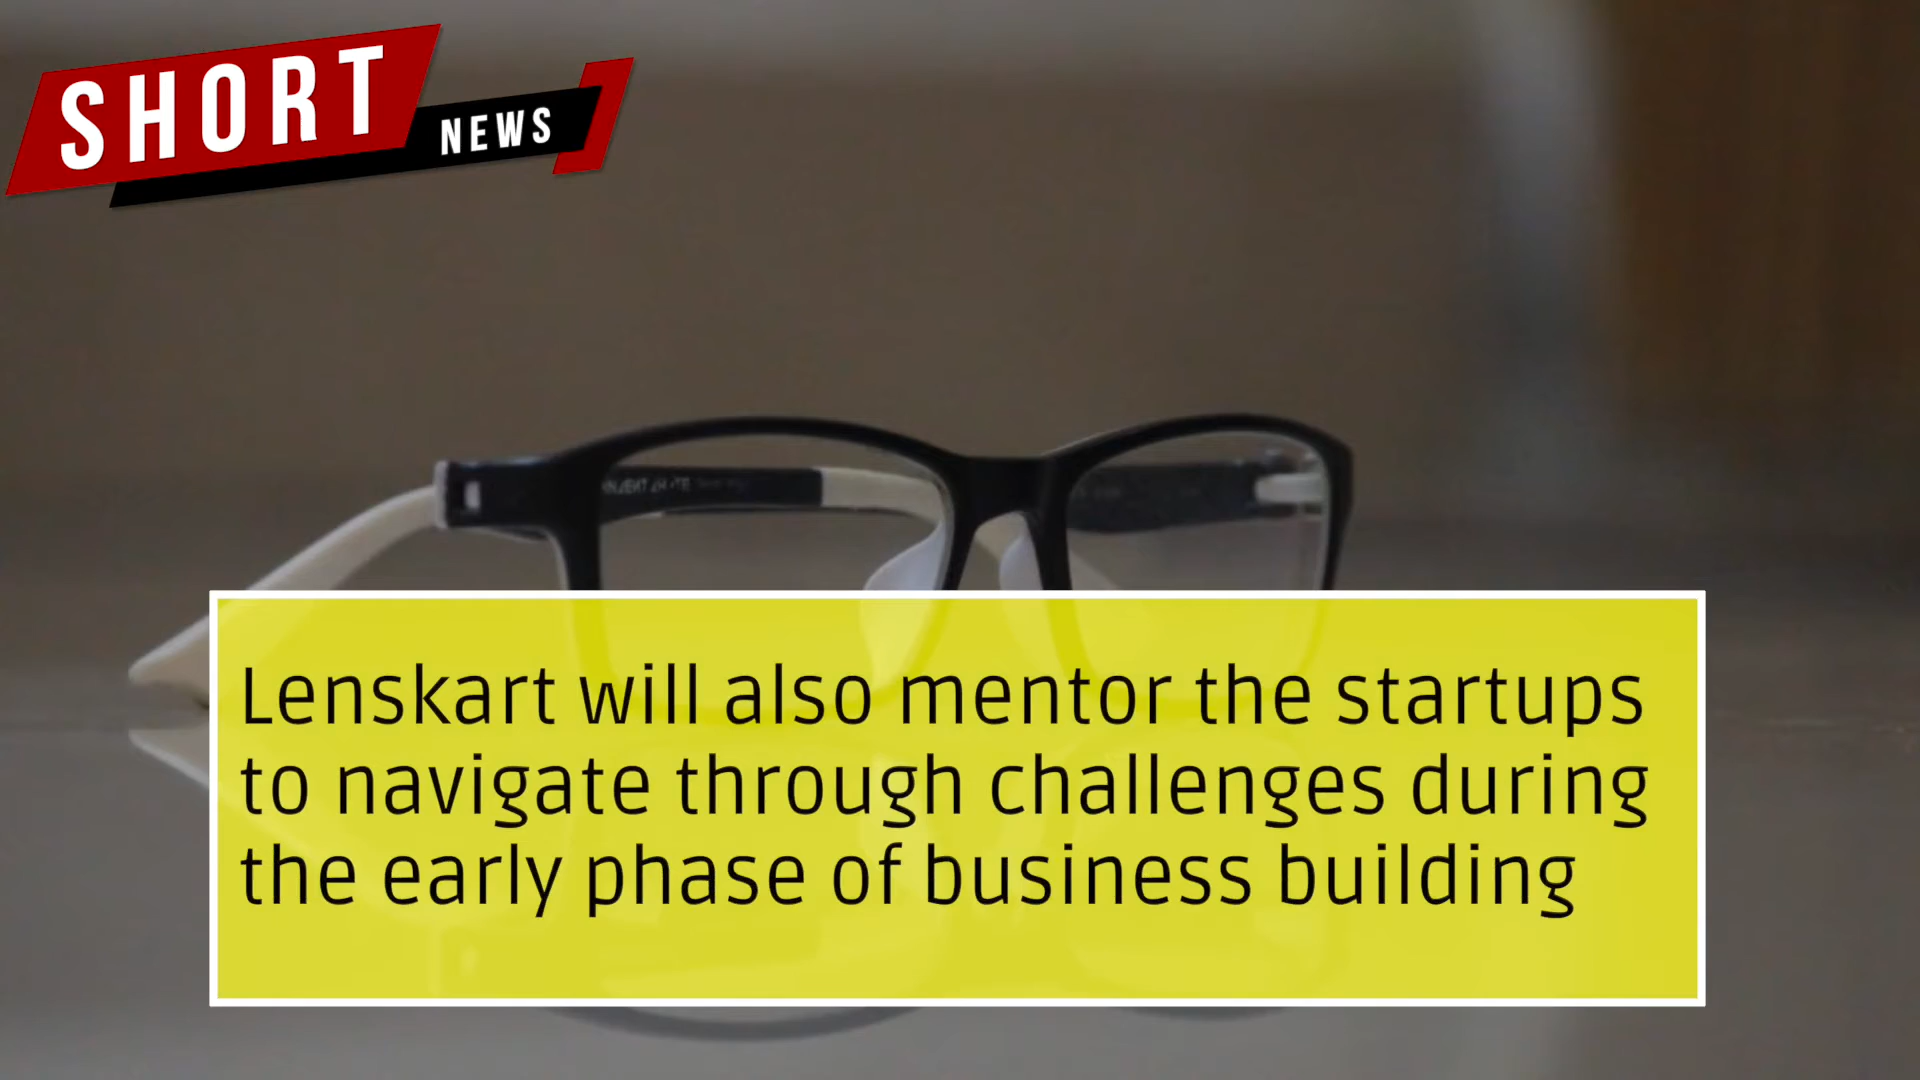 SHORT
NEWS
Lenskart will also mentor the startups
to navigate through challenges during
the early phase of business building